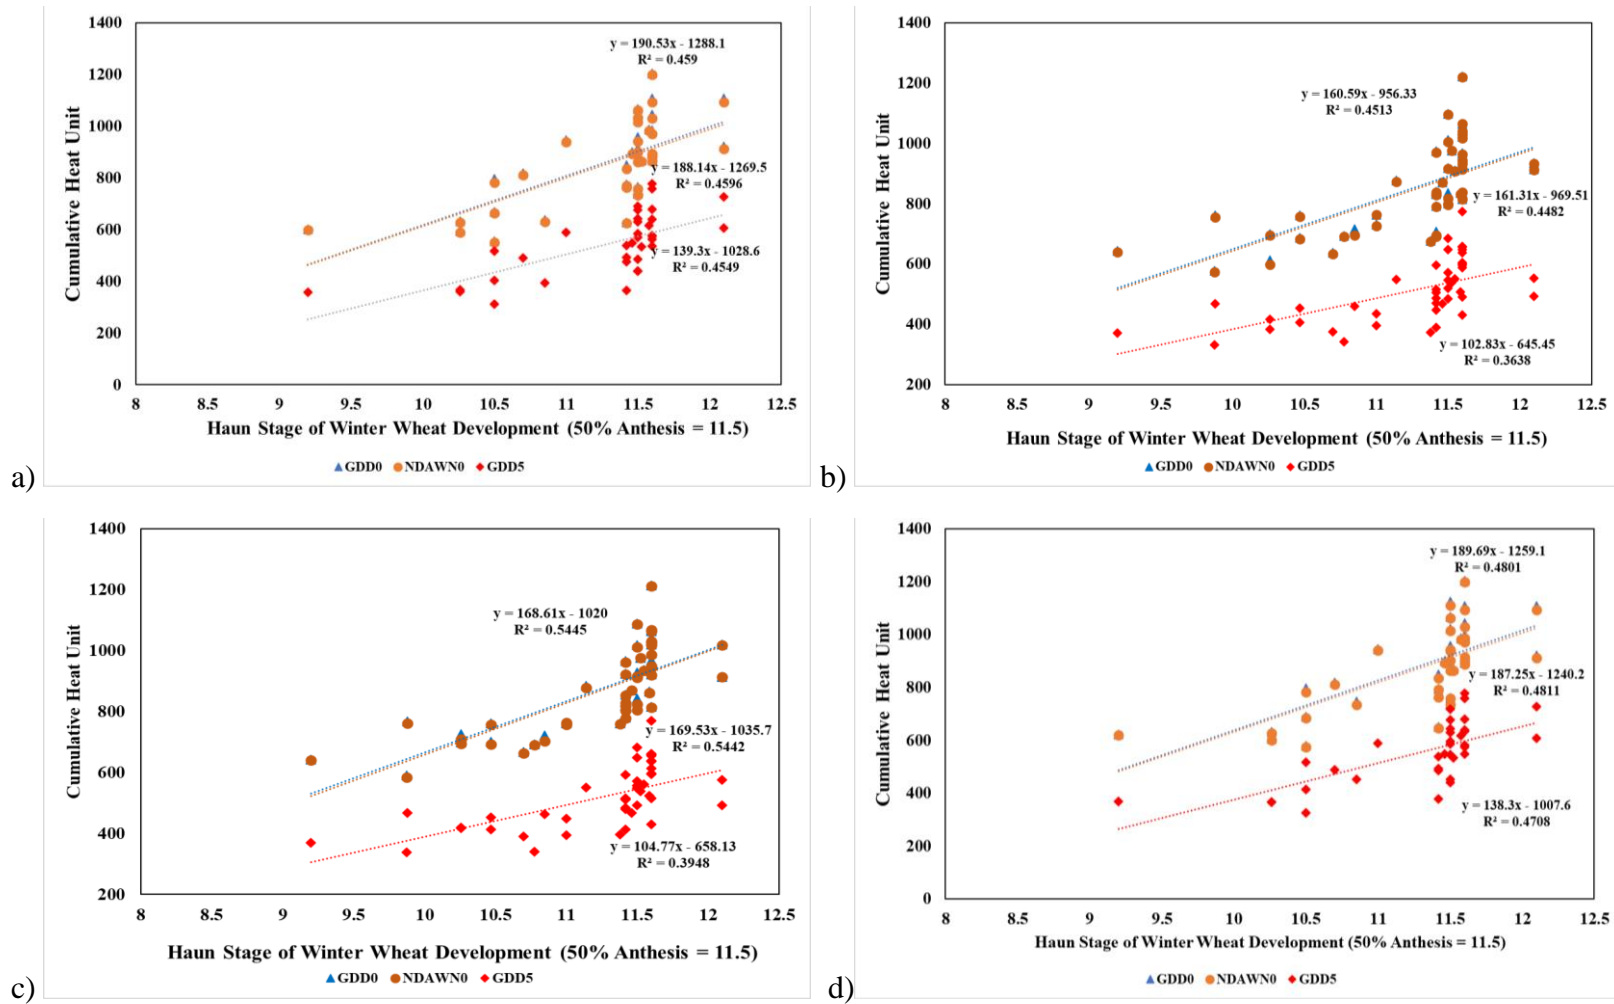 a)
Cumulative Heat Unit
1400
1200
1000
800
600
400
200
0
y = 190.53x - 1288.1
R² = 0.459
y = 188.14x - 1269.5
R² = 0.4596
y = 139.3x - 1028.6
R² = 0.4549
8 8.5 9 9.5 10 10.5 11 11.5 12 12.5
Haun Stage of Winter Wheat Development (50% Anthesis = 11.5)
GDD0 NDAWN0 GDD5
b)
Cumulative Heat Unit
1400
1200
1000
800
600
400
200
y = 160.59x - 956.33
R² = 0.4513
y = 161.31x - 969.51
R² = 0.4482
y = 102.83x - 645.45
R² = 0.3638
8 8.5 9 9.5 10 10.5 11 11.5 12 12.5
Haun Stage of Winter Wheat Development (50% Anthesis = 11.5)
GDD0 NDAWN0 GDD5
c)
Cumulative Heat Unit
1400
1200
1000
800
600
400
200
y = 168.61x - 1020
R² = 0.5445
y = 169.53x - 1035.7
R² = 0.5442
y = 104.77x - 658.13
R² = 0.3948
8 8.5 9 9.5 10 10.5 11 11.5 12 12.5
Haun Stage of Winter Wheat Development (50% Anthesis = 11.5)
GDD0 NDAWN0 GDD5
d)
Cumulative Heat Unit
1400
1200
1000
800
600
400
200
0
y = 189.69x - 1259.1
R² = 0.4801
y = 187.25x - 1240.2
R² = 0.4811
y = 138.3x - 1007.6
R² = 0.4708
8 8.5 9 9.5 10 10.5 11 11.5 12 12.5
Haun Stage of Winter Wheat Development (50% Anthesis = 11.5)
GDD0 NDAWN0 GDD5